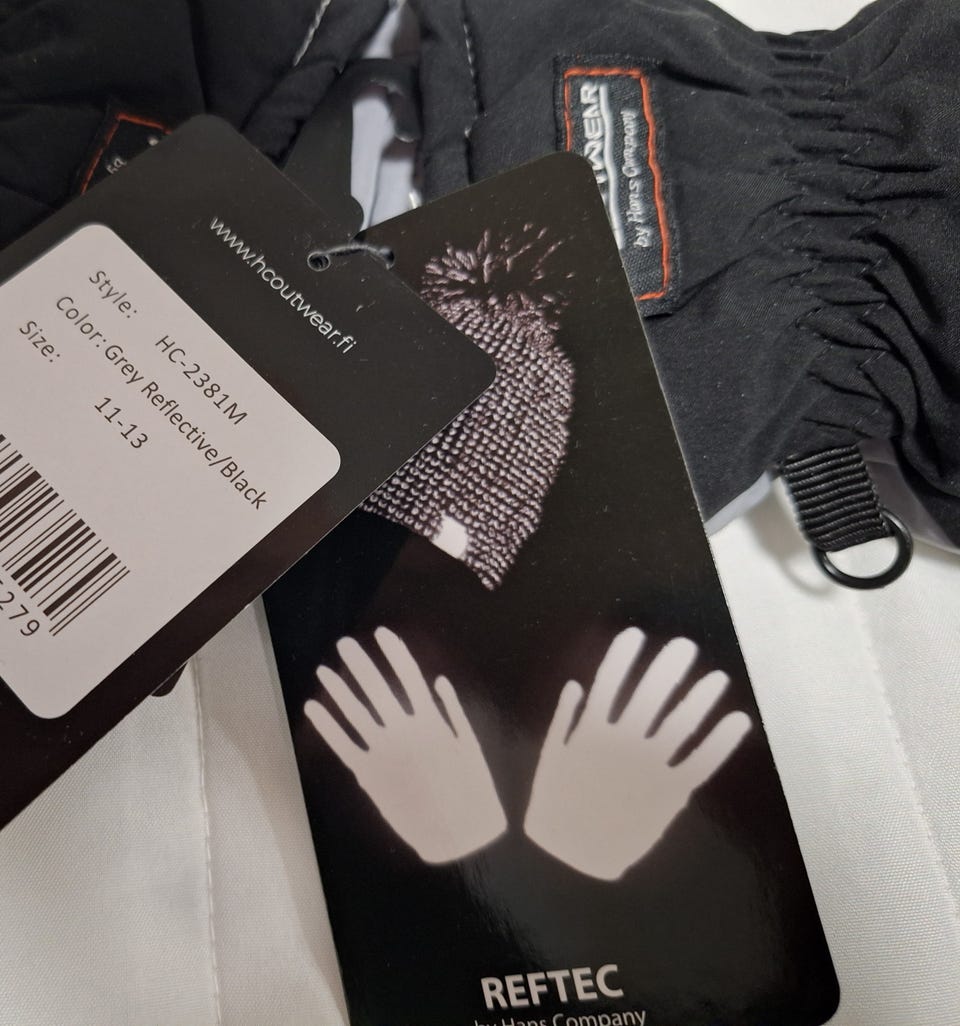 www.hcoutwear.fi
Style: HC-2381M
Color: Grey Reflective/Black
Size: 11-13
279
by Hans Company
REFTEC
by Hans Company